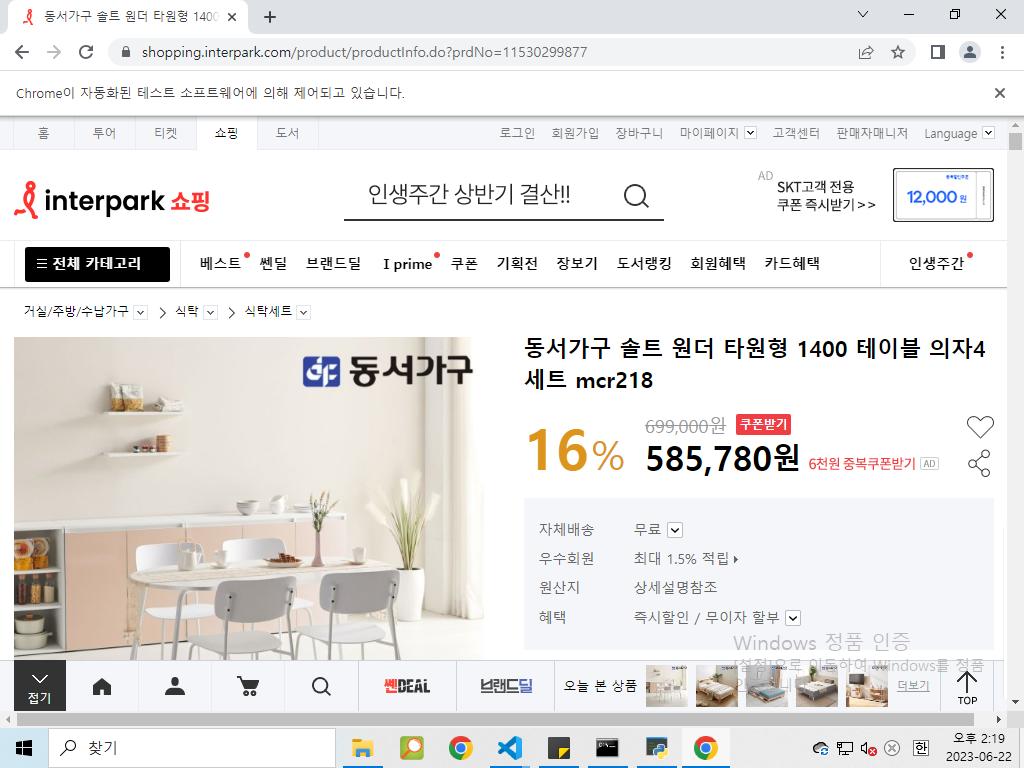 동서가구 솔트 원더 타원형 1400
shopping.interpark.com/product/productInfo.do?prdNo=11530299877
Chrome이 자동화된 테스트 소프트웨어에 의해 제어되고 있습니다.
홈 투어 티켓 쇼핑 도서 로그인 회원가입 장바구니 마이페이지 고객센터 판매자매니저 Language
interpark 쇼핑
인생주간 상반기 결산!!
AD SKT고객 전용
쿠폰 즉시받기 >>
12,000원
전체 카테고리 베스트 쎈딜 브랜드딜 I prime 쿠폰 기획전 장보기 도서랭킹 회원혜택 카드혜택 인생주간
거실/주방/수납가구 식탁 식탁세트
동서가구
동서가구 솔트 원더 타원형 1400 테이블 의자4
세트 mcr218
16% 699,000원 쿠폰받기
585,780원 6천원 중복쿠폰받기 AD
자체배송 무료
우수회원 최대 1.5% 적립
원산지 상세설명참조
혜택 즉시할인 / 무이자 할부
Windows 정품 인증
[설정]으로 이동하여 Windows를 정품
접기 쎈DEAL 브랜드딜 오늘 본 상품 더보기 TOP
찾기
한
오후 2:19
2023-06-22